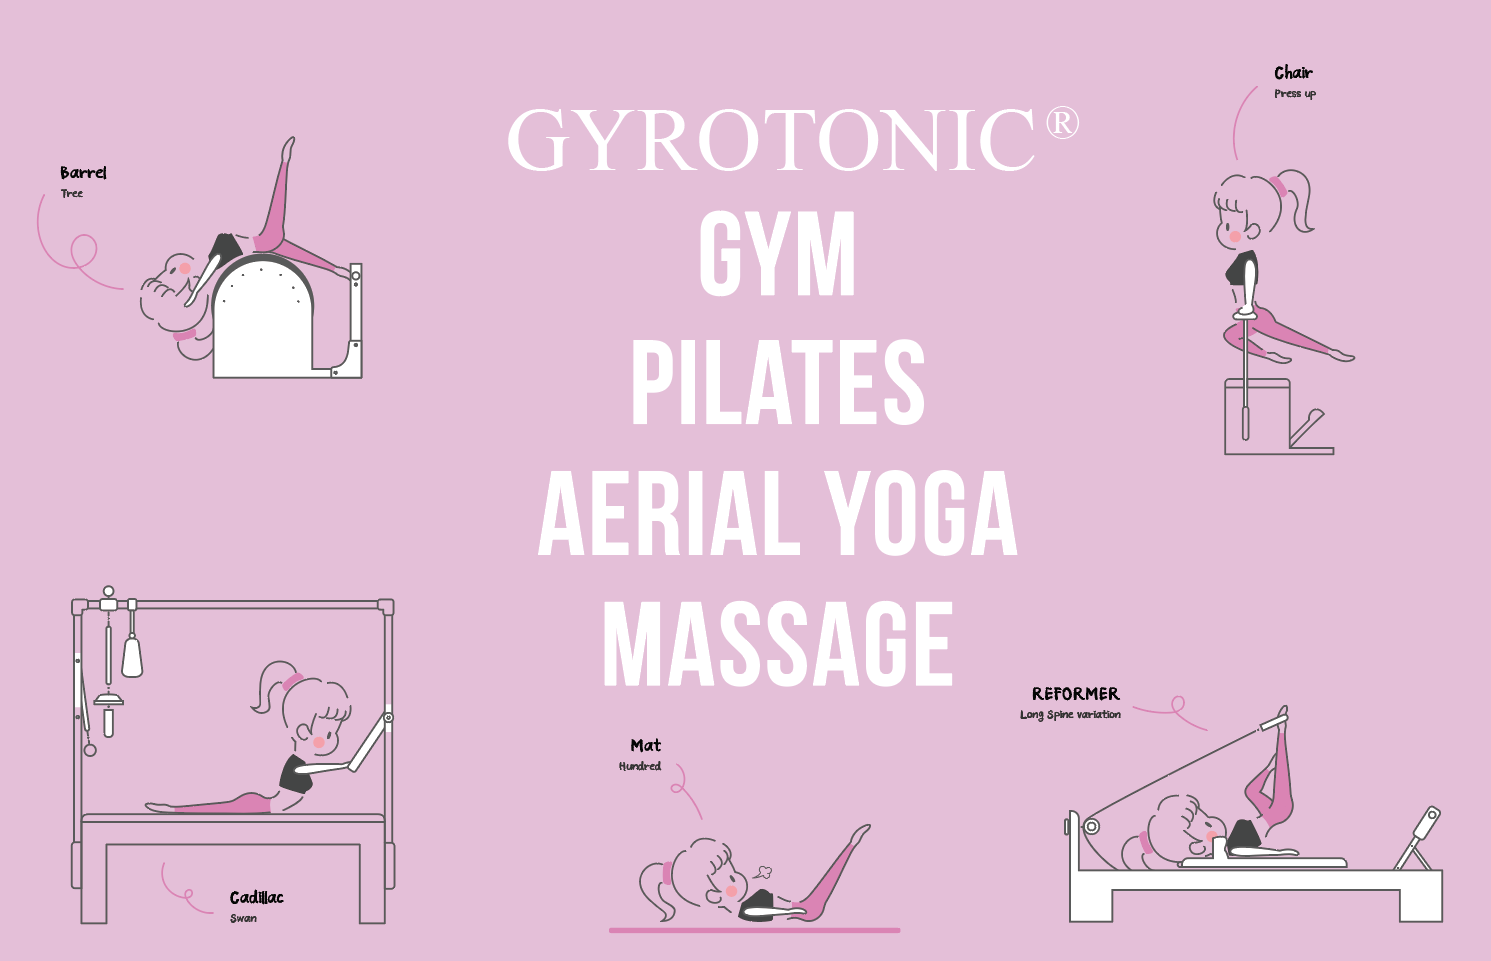 Chair
Press up
GYROTONIC®
Barrel
Tree
GYM
PILATES
AERIAL YOGA
MASSAGE
REFORMER
Long Spine variation
Mat
Hundred
Cadillac
Swan